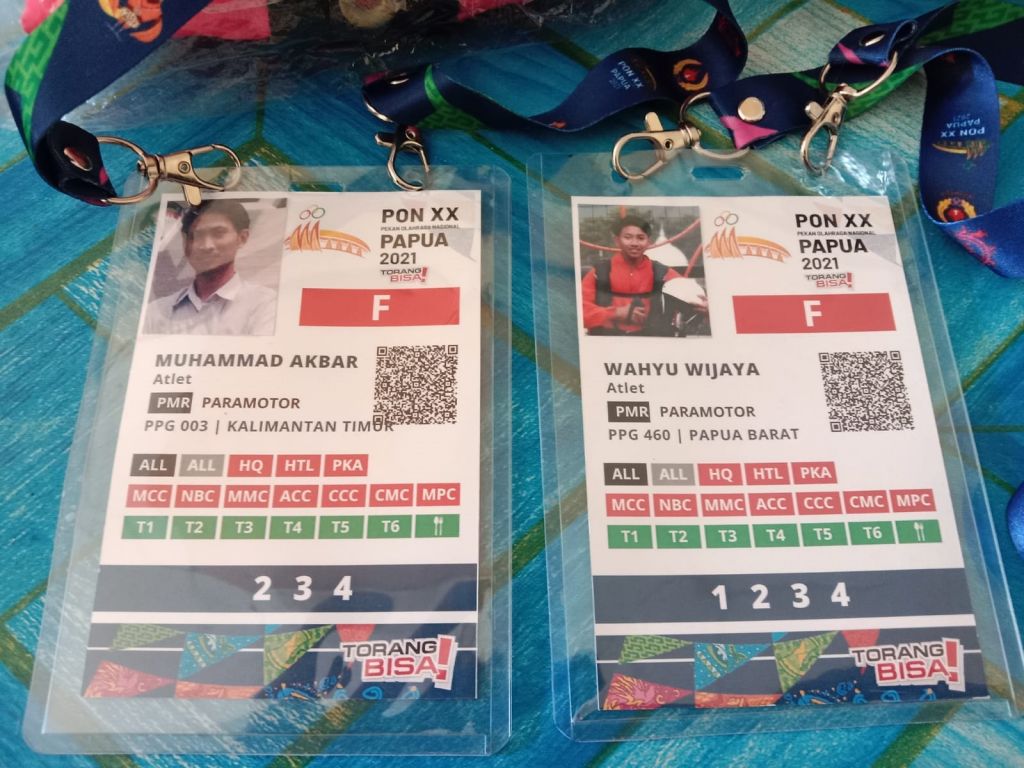 PON XX
PAPUA
2021
PON XX
PAPUA
2021
PON XX
PEKAN OLAHRAGA NASIONAL
PAPUA
2021
TORANG
BISA!
F
MUHAMMAD AKBAR
Atlet
PMR PARAMOTOR
PPG 003 | KALIMANTAN TIMUR
ALL ALL HQ HTL PKA
MCC NBC MMC ACC CCC CMC MPC
T1 T2 T3 T4 T5 T6
2 3 4
TORANG
BISA!
PON XX
PEKAN OLAHRAGA NASIONAL
PAPUA
2021
TORANG
BISA!
F
WAHYU WIJAYA
Atlet
PMR PARAMOTOR
PPG 460 | PAPUA BARAT
ALL ALL HQ HTL PKA
MCC NBC MMC ACC CCC CMC MPC
T1 T2 T3 T4 T5 T6
1 2 3 4
TORANG
BISA!